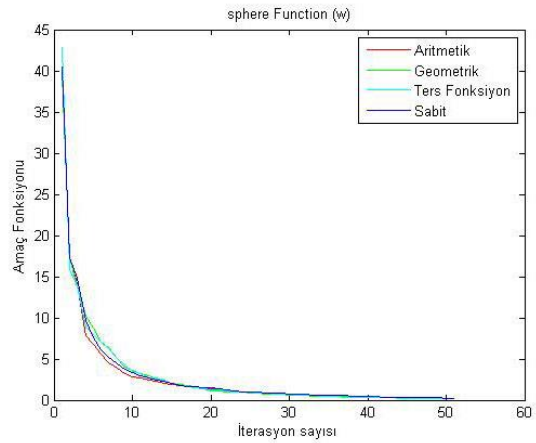 sphere Function (w)
45
40
35
30
25
20
15
10
5
0
Amaç Fonksiyonu
Aritmetik
Geometrik
Ters Fonksiyon
Sabit
0 10 20 30 40 50 60
İterasyon sayısı